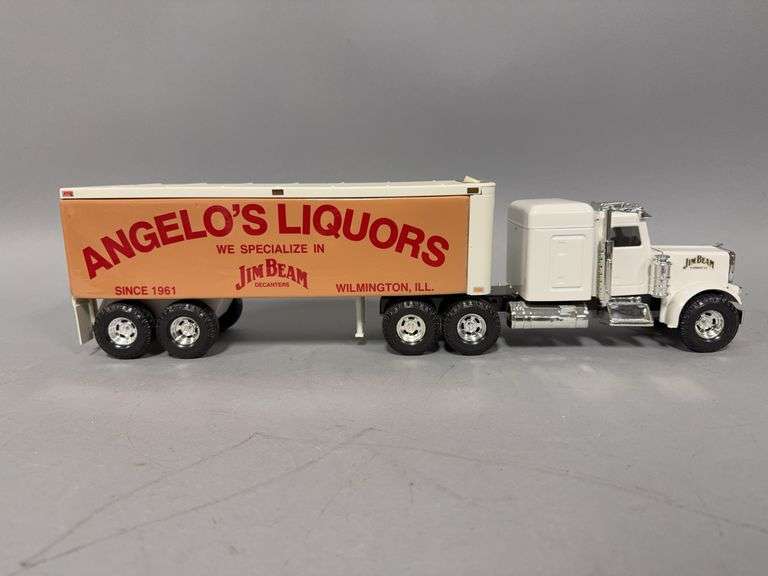 ANGELO'S LIQUORS
WE SPECIALIZE IN
JIM BEAM
DECANTERS
SINCE 1961
WILMINGTON, ILL.
JIM BEAM